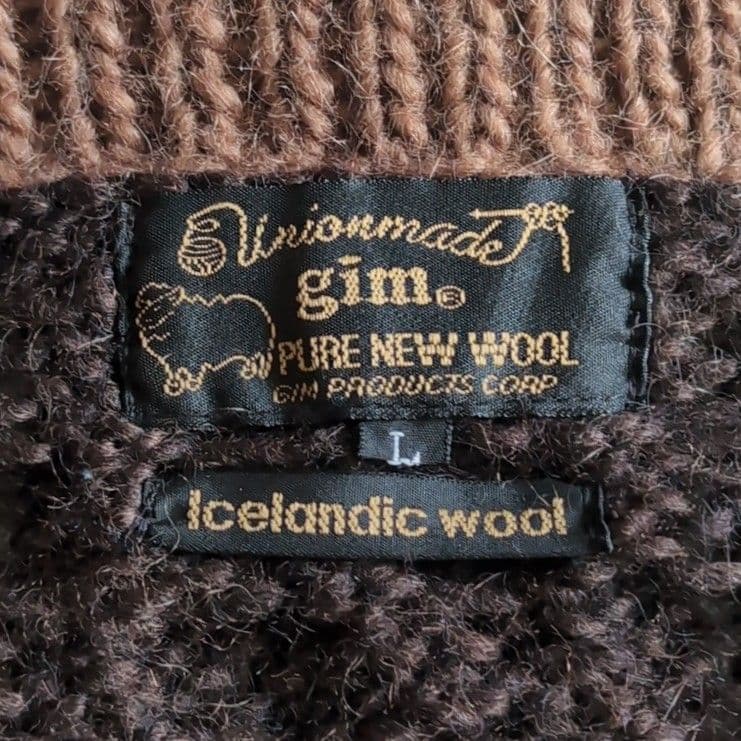 Unionmade
gim®
PURE NEW WOOL
GIM PRODUCTS CORP
L
Icelandic wool